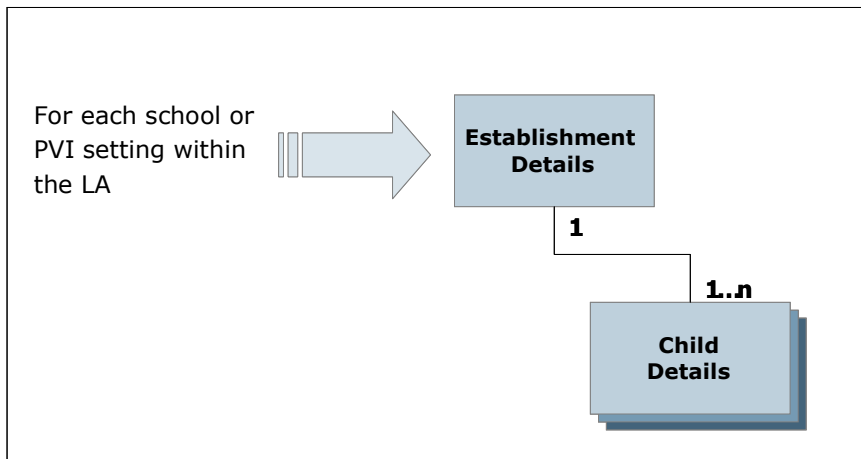 For each school or
PVI setting within
the LA
Establishment
Details
1
1..n
Child
Details